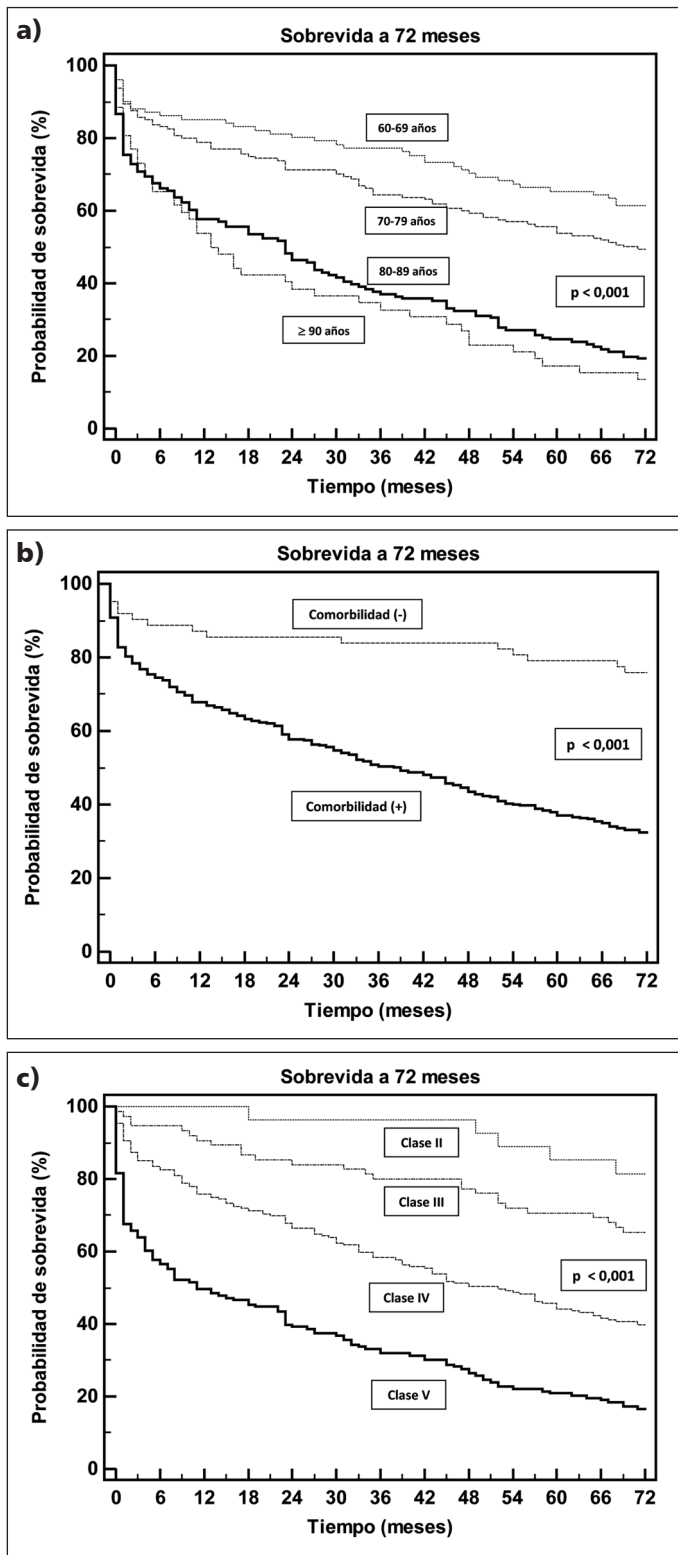 a)
Sobrevida a 72 meses
Probabilidad de sobrevida (%)
100
80
60
40
20
0
60-69 años
70-79 años
80-89 años
≥ 90 años
p < 0,001
0 6 12 18 24 30 36 42 48 54 60 66 72
Tiempo (meses)
b)
Sobrevida a 72 meses
Probabilidad de sobrevida (%)
100
80
60
40
20
0
Comorbilidad (-)
p < 0,001
Comorbilidad (+)
0 6 12 18 24 30 36 42 48 54 60 66 72
Tiempo (meses)
c)
Sobrevida a 72 meses
Probabilidad de sobrevida (%)
100
80
60
40
20
0
Clase II
Clase III
p < 0,001
Clase IV
Clase V
0 6 12 18 24 30 36 42 48 54 60 66 72
Tiempo (meses)